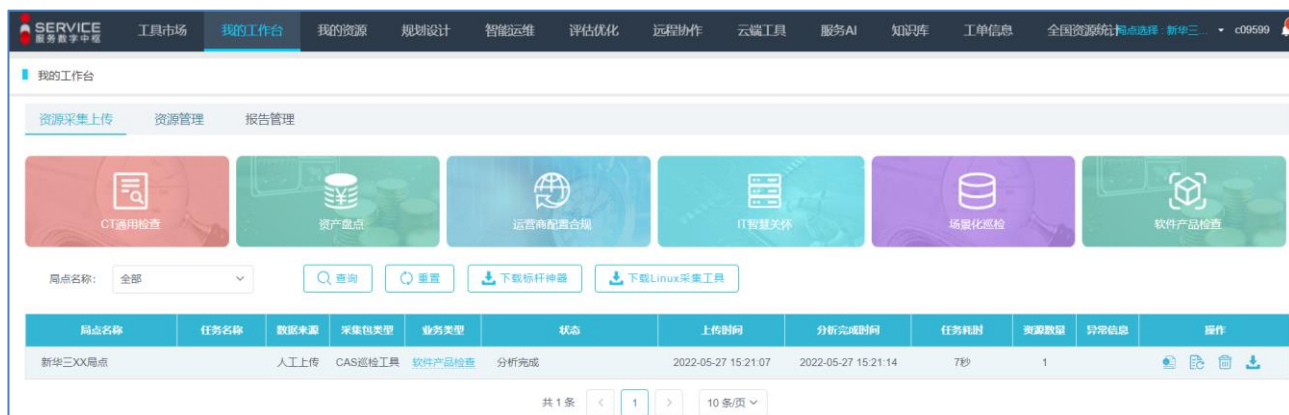 SERVICE
服务数字中枢
工具市场 我的工作台 我的资源 规划设计 智能运维 评估优化 远程协作 云端工具 服务AI 知识库 工单信息 全国资源统计 局点选择：新华三... c09599
我的工作台
资源采集上传 资源管理 报告管理
CT通用检查 资产盘点 运营商配置合规 IT智慧关怀 场景化巡检 软件产品检查
局点名称： 全部 查询 重置 下载标杆神器 下载Linux采集工具
局点名称 任务名称 数据来源 采集包类型 业务类型 状态 上传时间 分析完成时间 任务耗时 资源数量 异常信息 操作
新华三XX局点 人工上传 CAS巡检工具 软件产品检查 分析完成 2022-05-27 15:21:07 2022-05-27 15:21:14 7秒 1
共 1 条 < 1 > 10 条/页